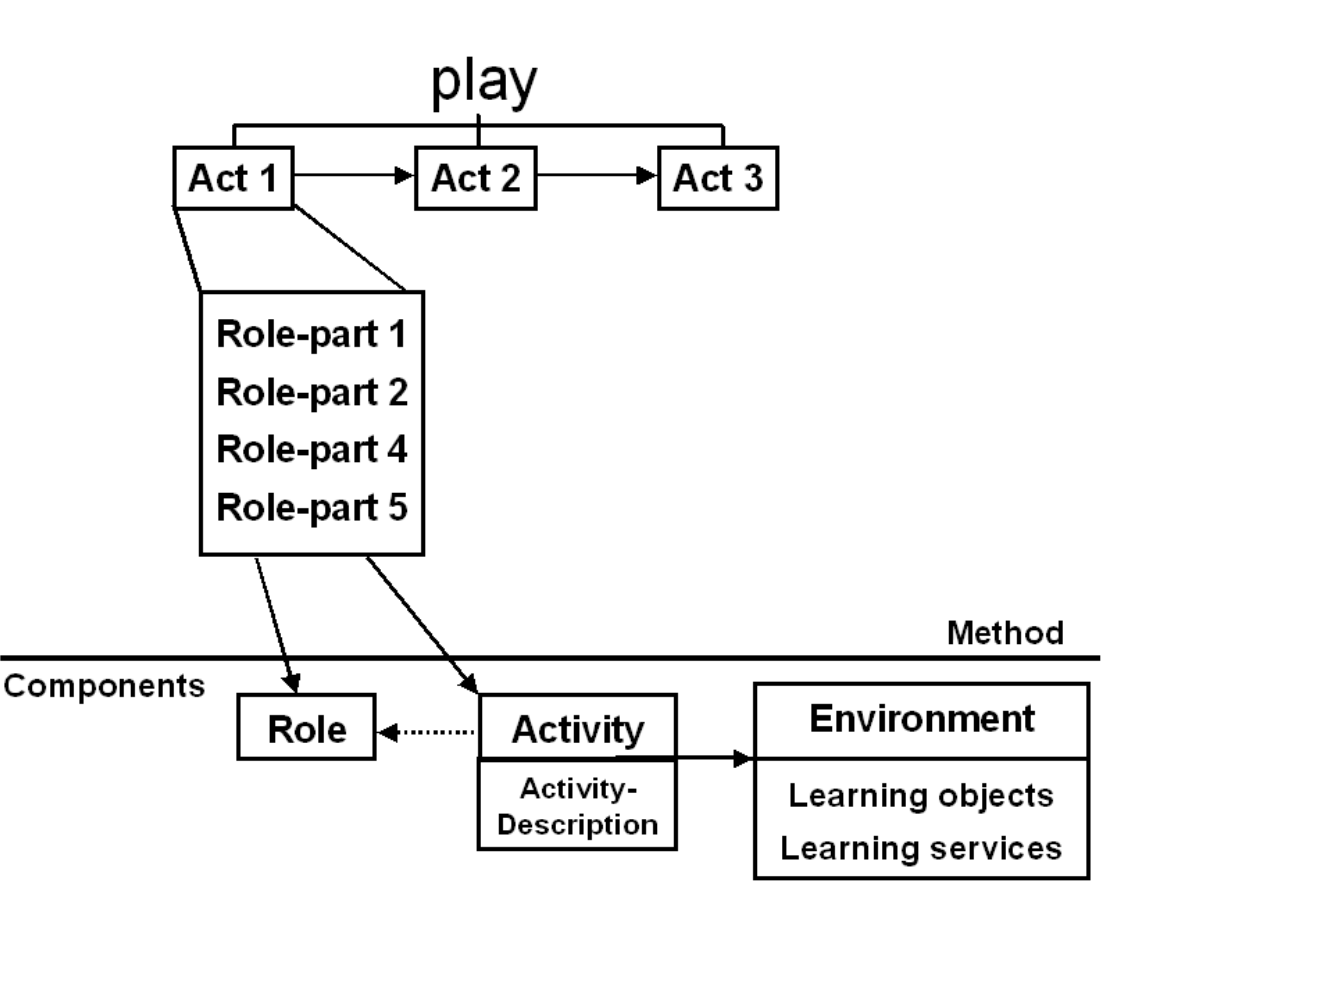 play
Act 1
Act 2
Act 3
Role-part 1
Role-part 2
Role-part 4
Role-part 5
Method
Components
Role
Activity
Activity-
Description
Environment
Learning objects
Learning services